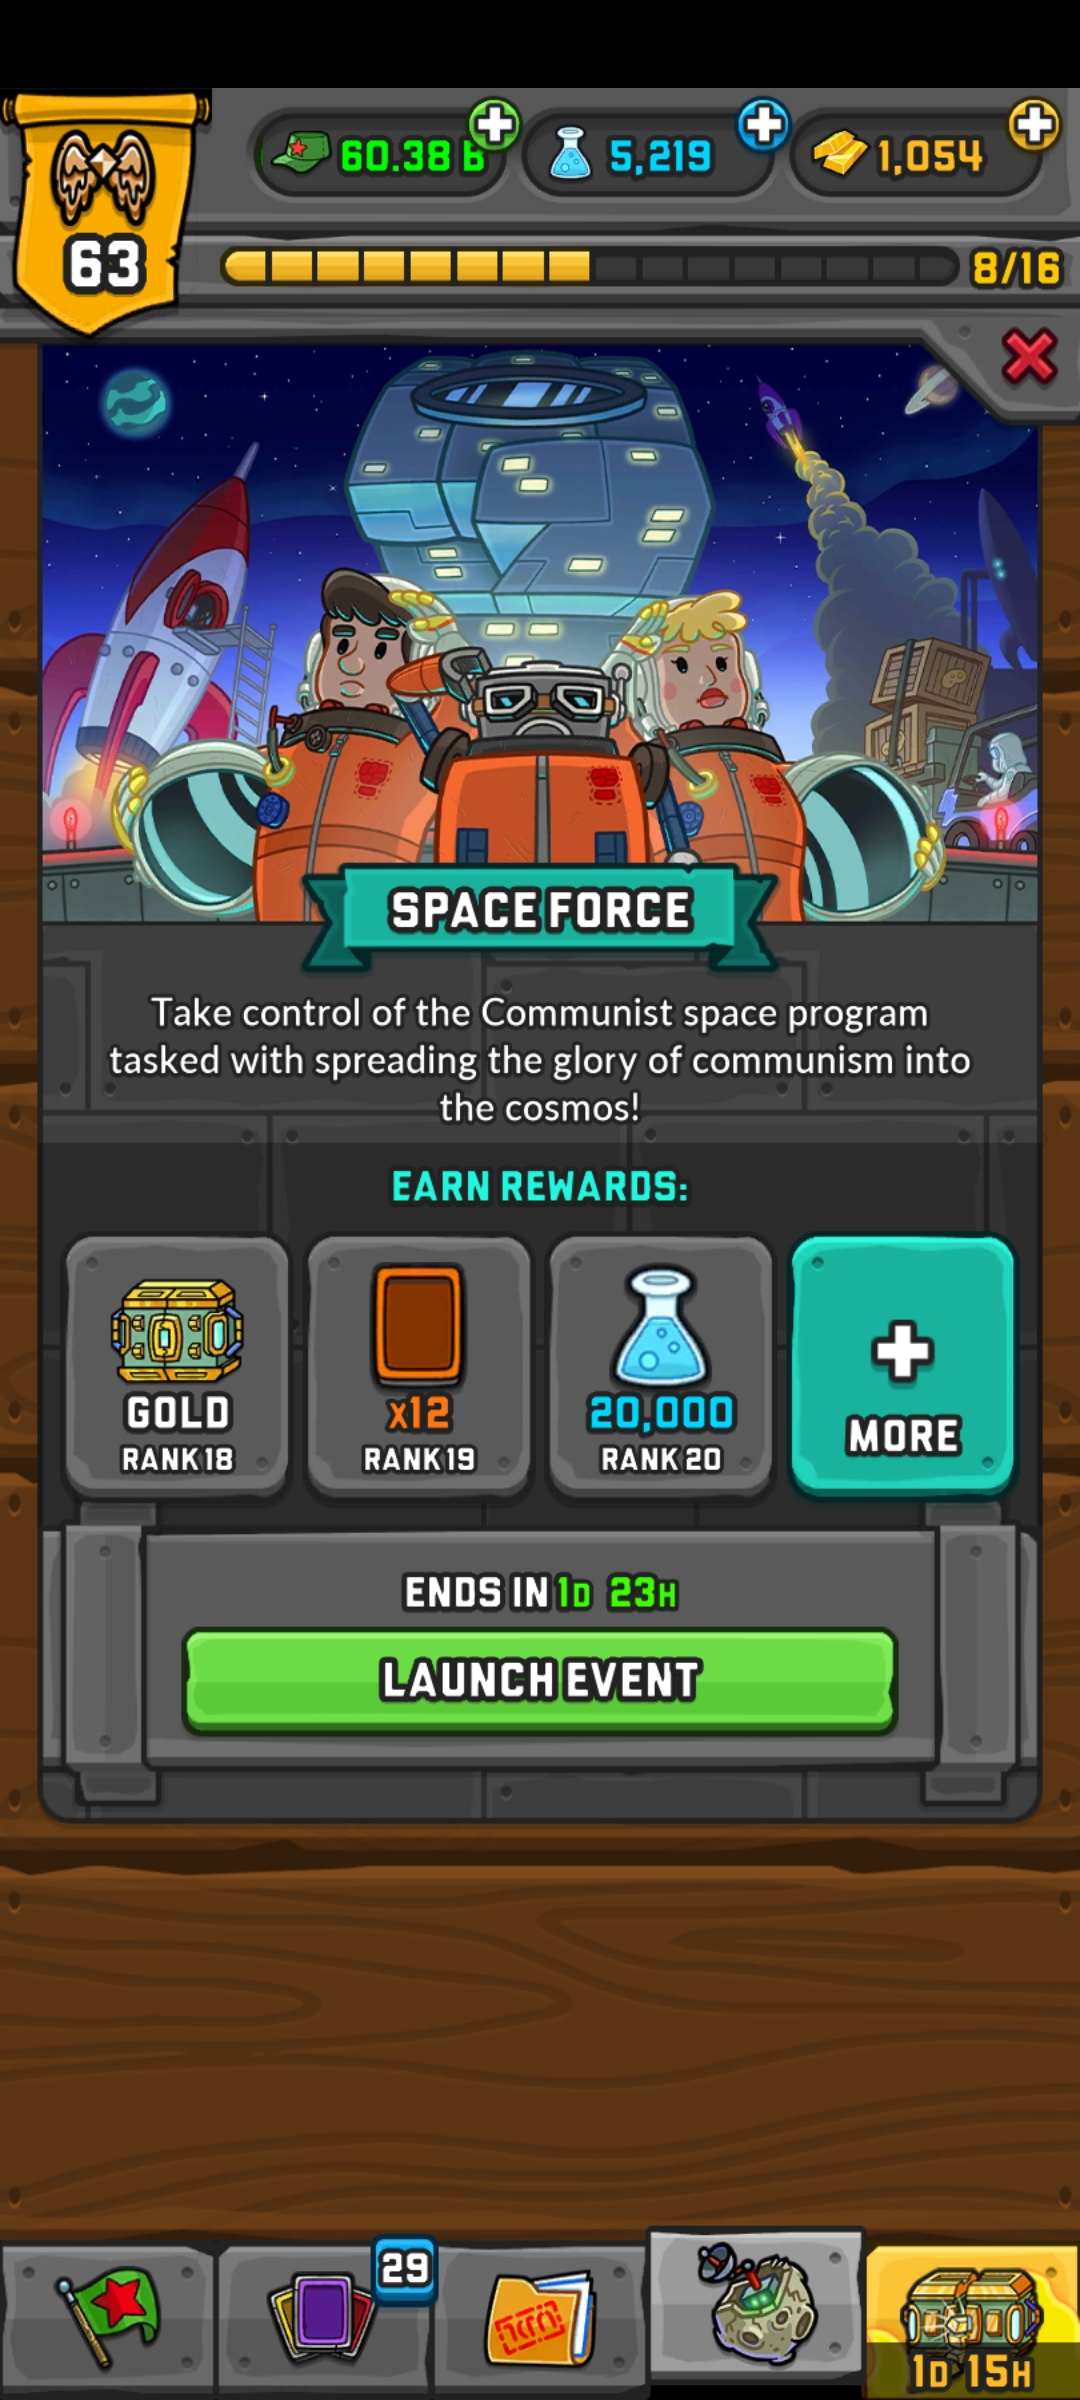 60.38 B
5,219
1,054
63
8/16
SPACE FORCE
Take control of the Communist space program
tasked with spreading the glory of communism into
the cosmos!
EARN REWARDS:
GOLD
RANK 18
x12
RANK 19
20,000
RANK 20
MORE
ENDS IN 1D 23H
LAUNCH EVENT
29
1D 15H